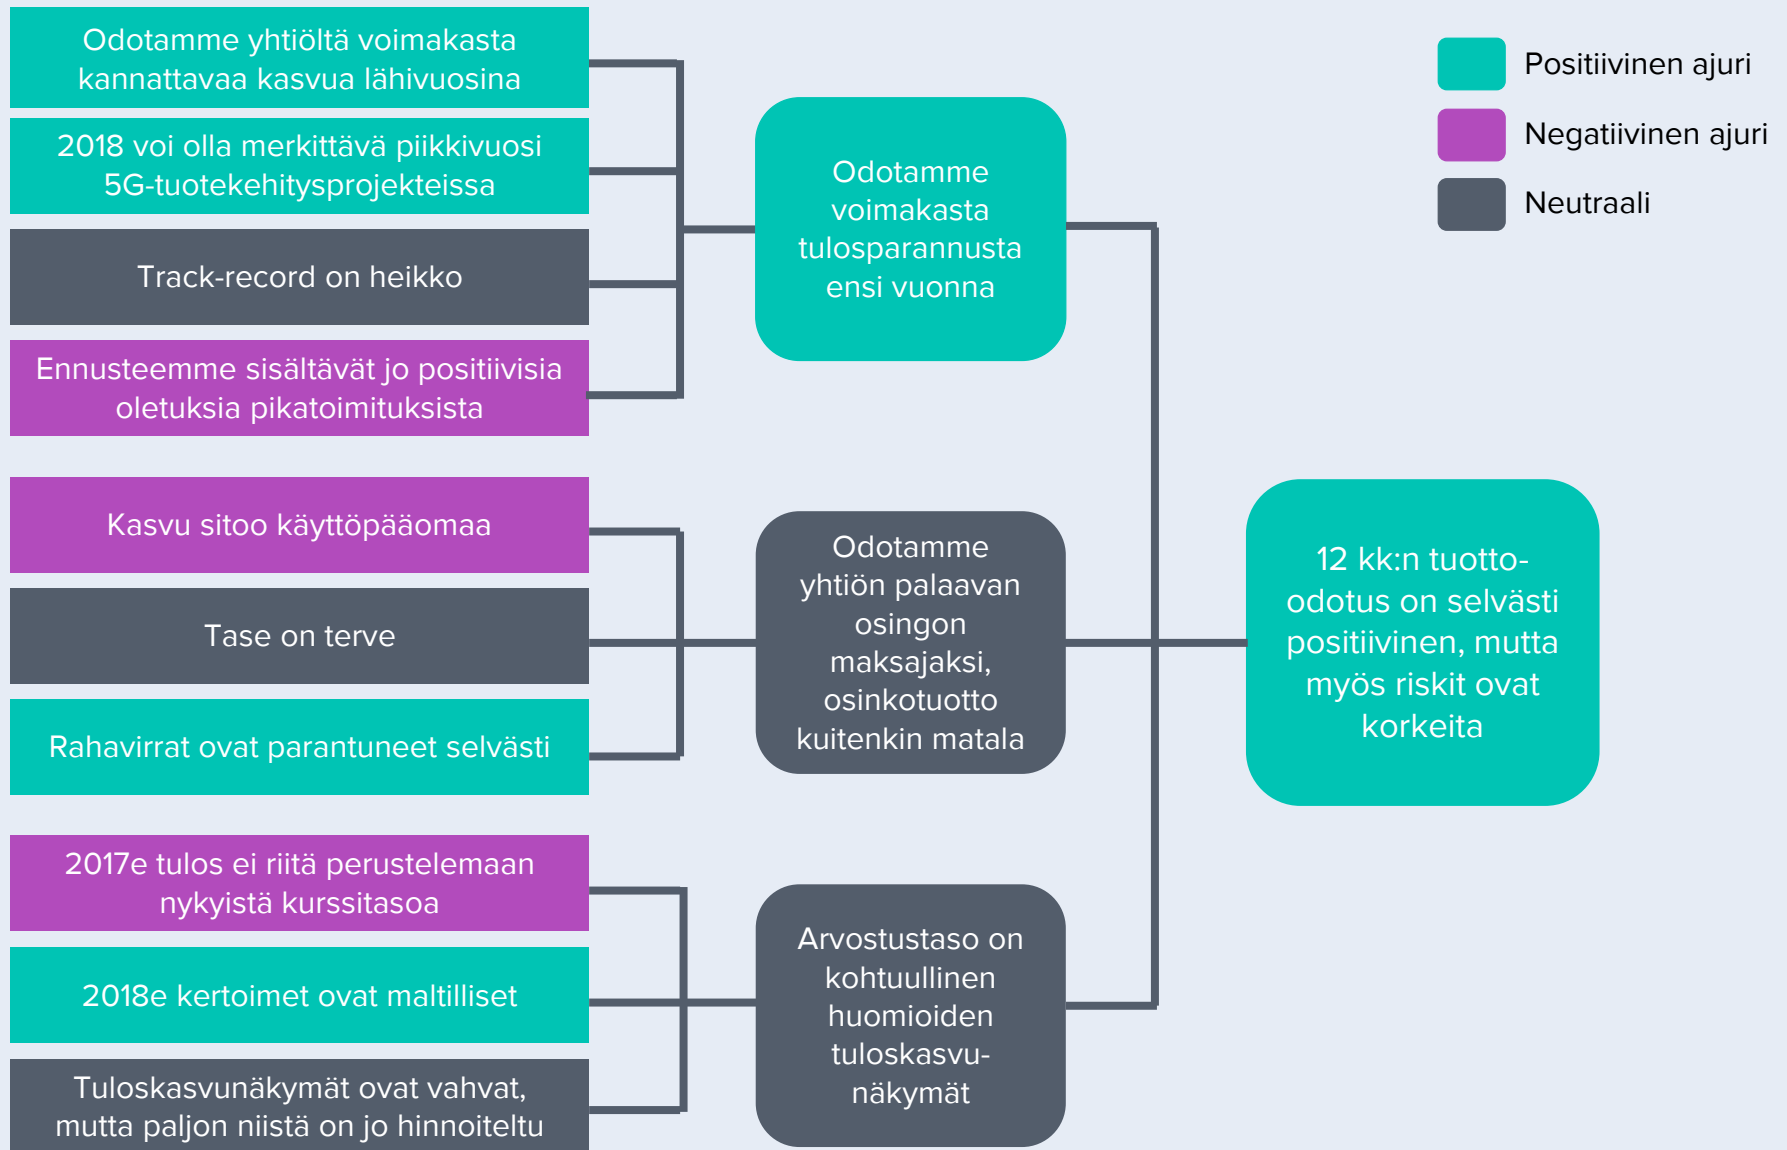 Odotamme yhtiöltä voimakasta
kannattavaa kasvua lähivuosina
2018 voi olla merkittävä piikkivuosi
5G-tuotekehitysprojekteissa
Track-record on heikko
Ennusteemme sisältävät jo positiivisia
oletuksia pikatoimituksista
Kasvu sitoo käyttöpääomaa
Tase on terve
Rahavirrat ovat parantuneet selvästi
2017e tulos ei riitä perustelemaan
nykyistä kurssitasoa
2018e kertoimet ovat maltilliset
Tuloskasvunäkymät ovat vahvat,
mutta paljon niistä on jo hinnoiteltu
Odotamme
voimakasta
tulosparannusta
ensi vuonna
Odotamme
yhtiön palaavan
osingon
maksajaksi,
osinkotuotto
kuitenkin matala
Arvostustaso on
kohtuullinen
huomioiden
tuloskasvu-
näkymät
12 kk:n tuotto-
odotus on selvästi
positiivinen, mutta
myös riskit ovat
korkeita
Positiivinen ajuri
Negatiivinen ajuri
Neutraali